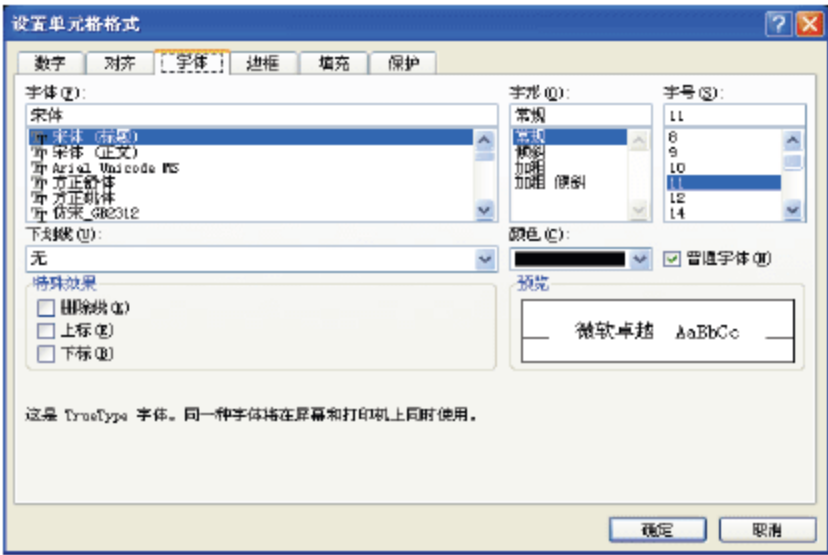 设置单元格格式
数字 对齐 字体 边框 填充 保护
字体(F): 字形(O): 字号(S):
宋体 常规 11
宋体 (标题) 常规 8
宋体 (正文) 倾斜 9
Arial Unicode MS 加粗 10
方正舒体 加粗 倾斜 11
方正姚体 12
仿宋_GB2312 14
下划线(U): 颜色(C):
无 普通字体(N)
特殊效果 预览
删除线(K)
上标(E) 微软卓越 AaBbCc
下标(B)
这是 TrueType 字体。同一种字体将在屏幕和打印机上同时使用。
确定 取消